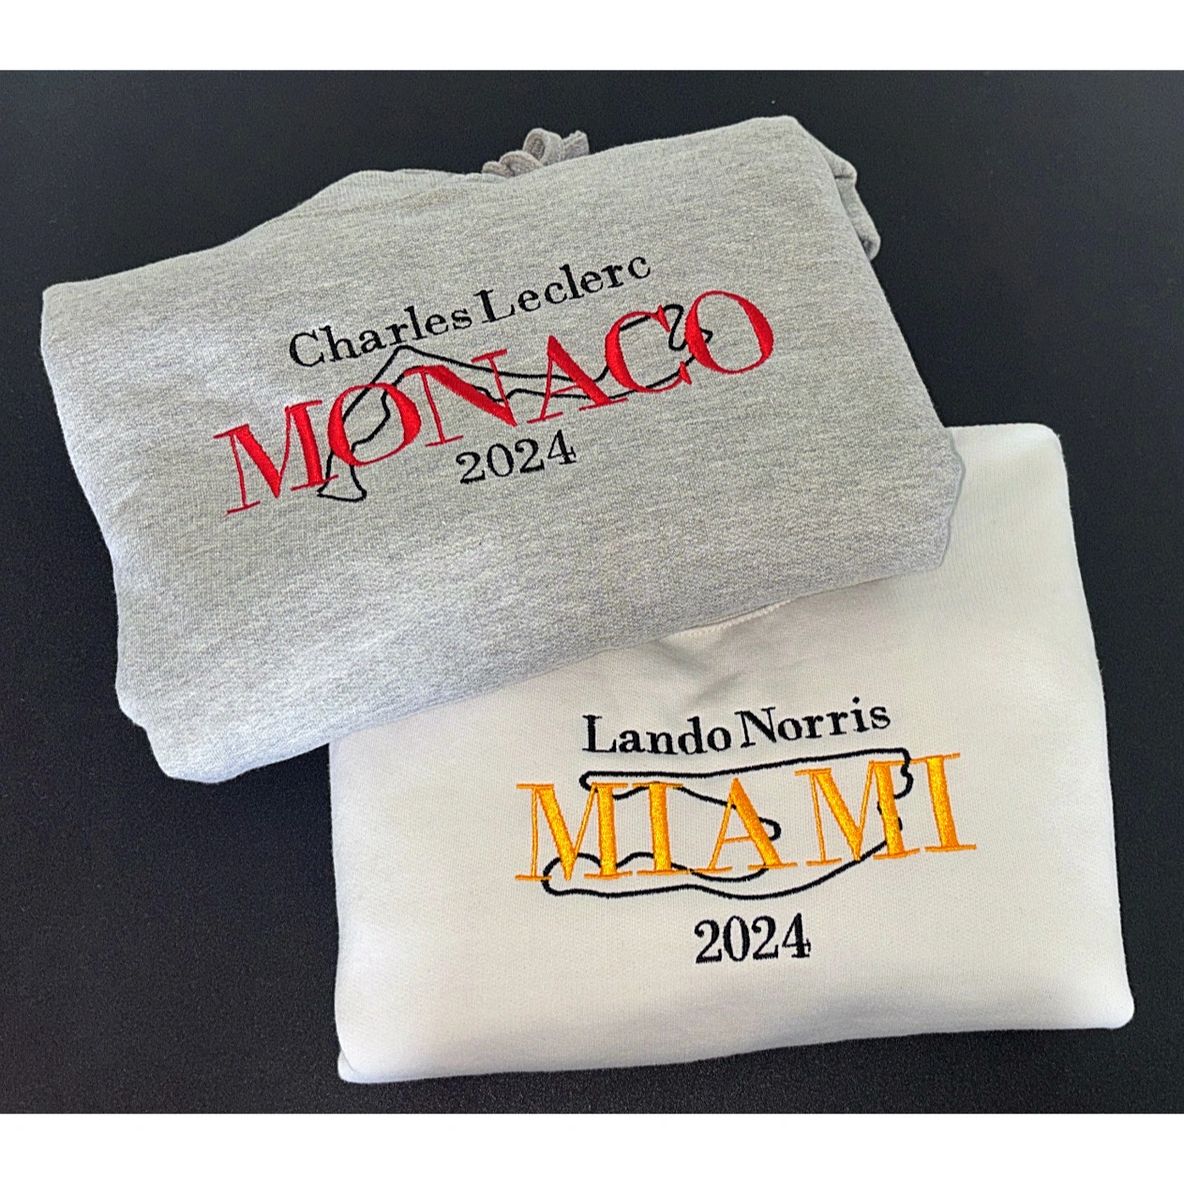 Charles Leclerc
MONACO
2024
Lando Norris
MIAMI
2024